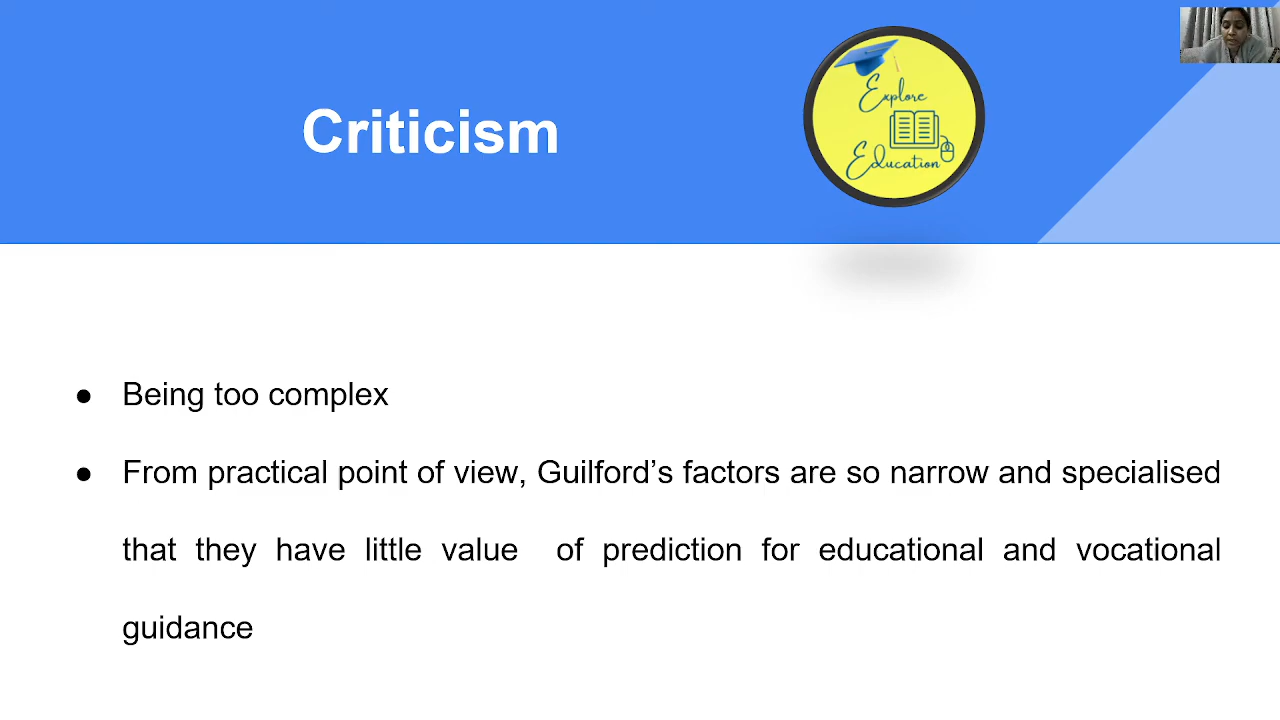 Criticism
Explore
Education
● Being too complex
● From practical point of view, Guilford’s factors are so narrow and specialised
that they have little value of prediction for educational and vocational
guidance